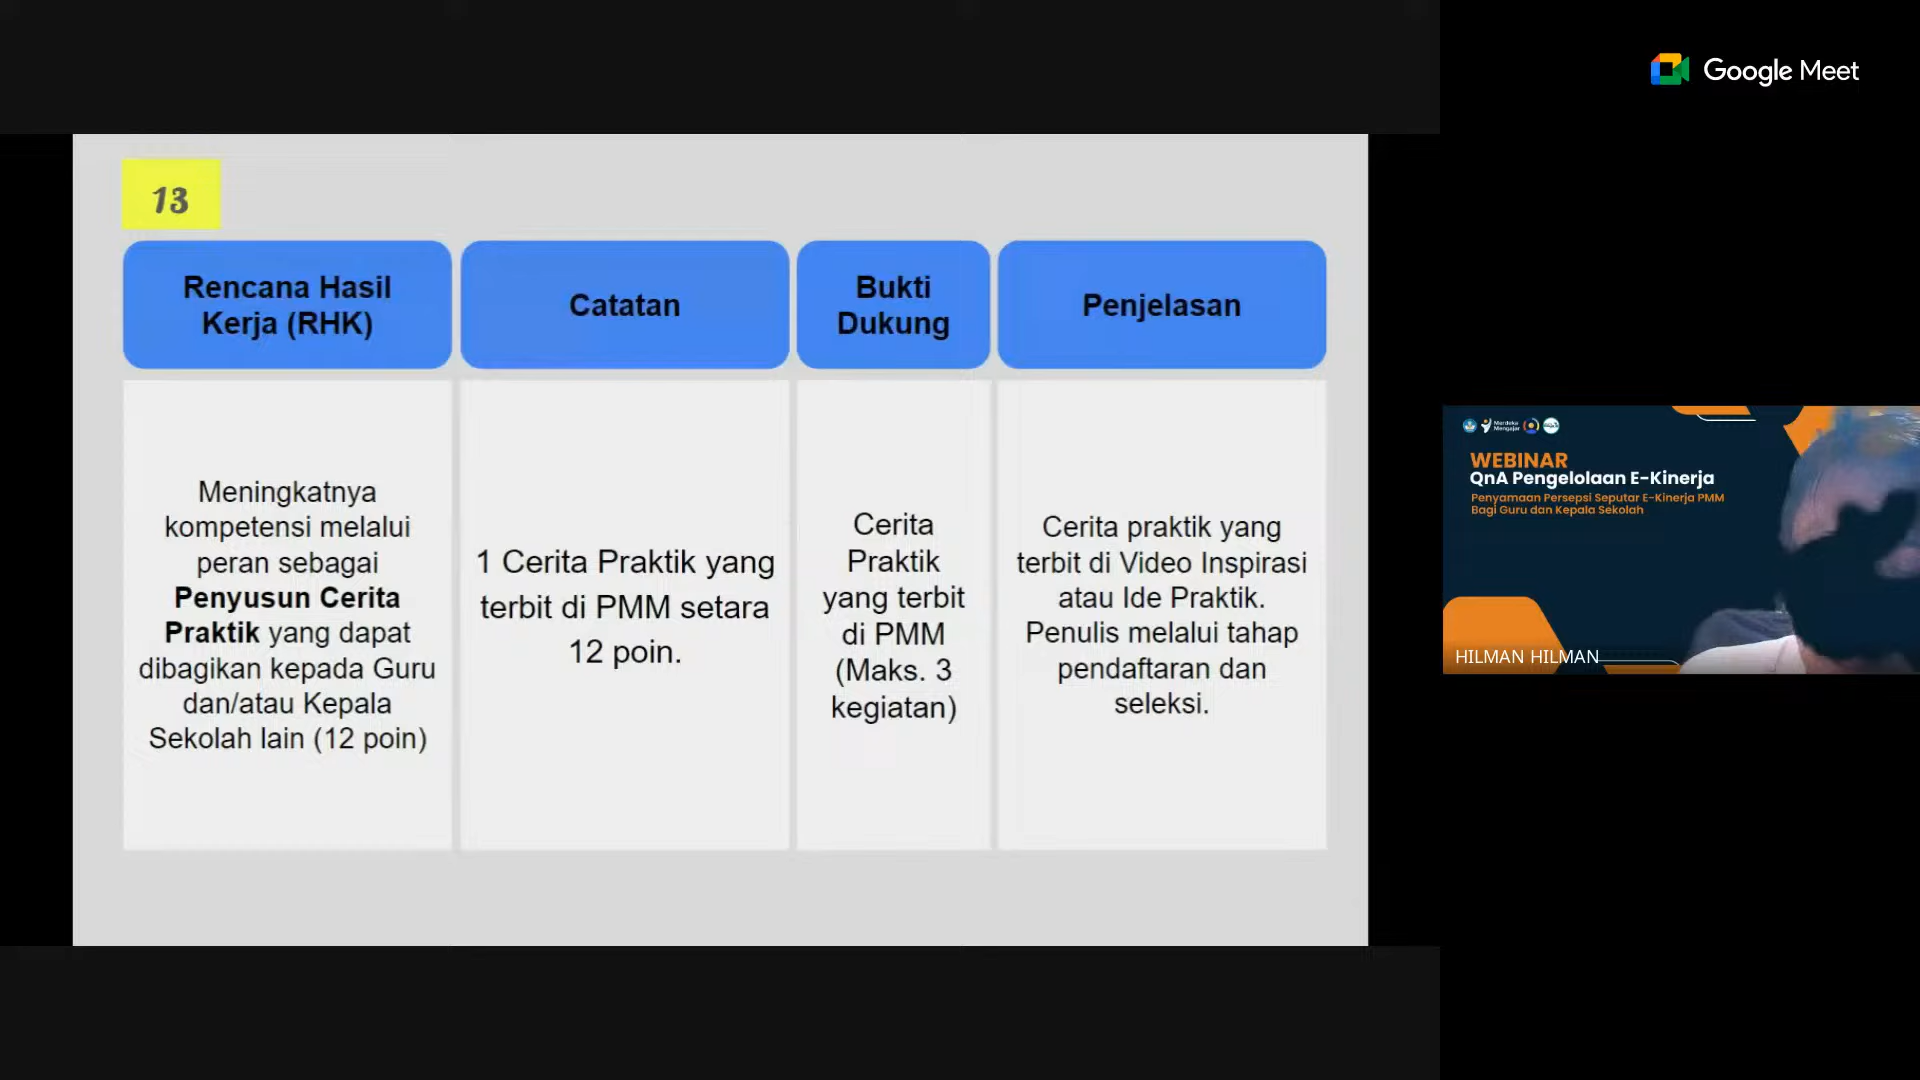 Google Meet
13
Rencana Hasil
Kerja (RHK)
Catatan
Bukti
Dukung
Penjelasan
Meningkatnya
kompetensi melalui
peran sebagai
Penyusun Cerita
Praktik yang dapat
dibagikan kepada Guru
dan/atau Kepala
Sekolah lain (12 poin)
1 Cerita Praktik yang
terbit di PMM setara
12 poin.
Cerita
Praktik
yang terbit
di PMM
(Maks. 3
kegiatan)
Cerita praktik yang
terbit di Video Inspirasi
atau Ide Praktik.
Penulis melalui tahap
pendaftaran dan
seleksi.
Merdeka
Mengajar
WEBINAR
QnA Pengelolaan E-Kinerja
Penyamaan Persepsi Seputar E-Kinerja PMM
Bagi Guru dan Kepala Sekolah
HILMAN HILMAN